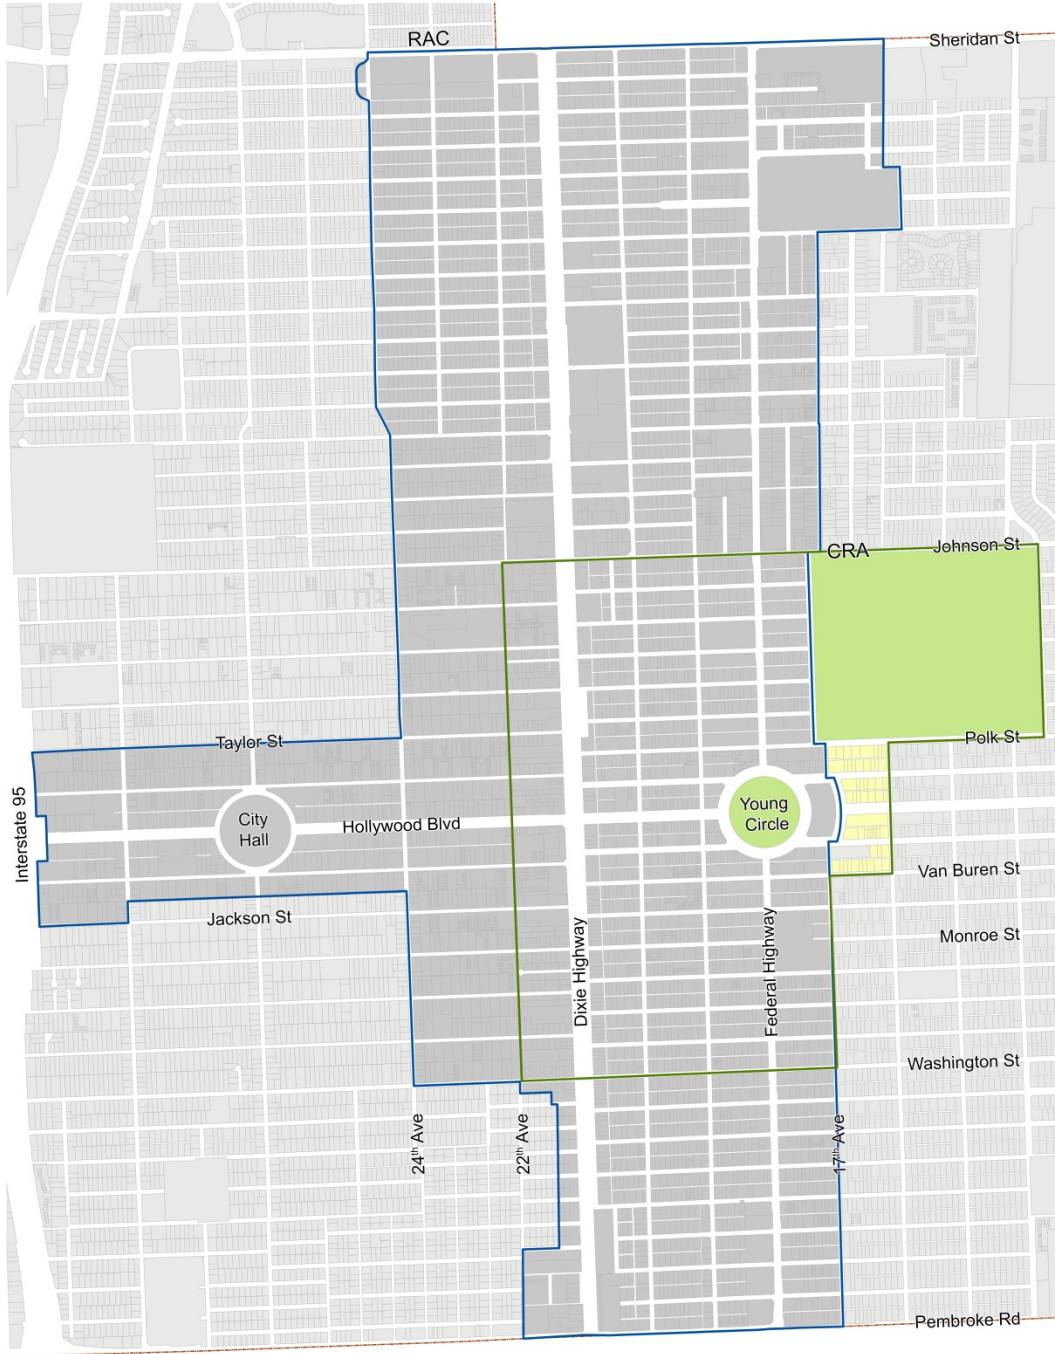 RAC
Sheridan St
CRA
Johnson St
Taylor St
Polk St
Interstate 95
City
Hall
Hollywood Blvd
Young
Circle
Van Buren St
Jackson St
Monroe St
Dixie Highway
Federal Highway
Washington St
24th Ave
22th Ave
17th Ave
Pembroke Rd